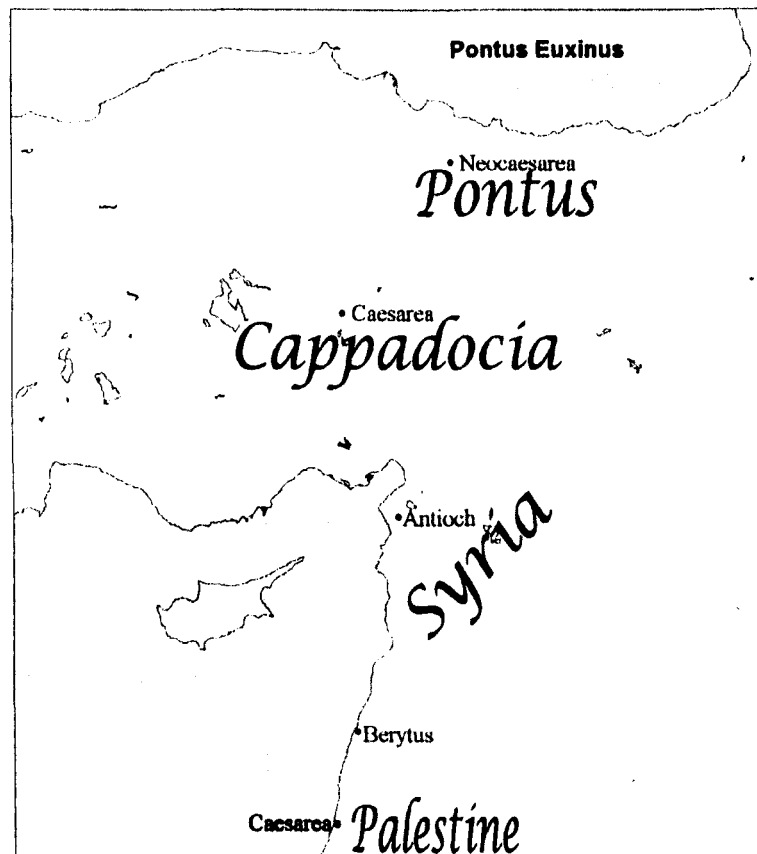 Pontus Euxinus
Neocaesarea
Pontus
Caesarea
Cappadocia
Antioch
Syria
Berytus
Caesarea
Palestine